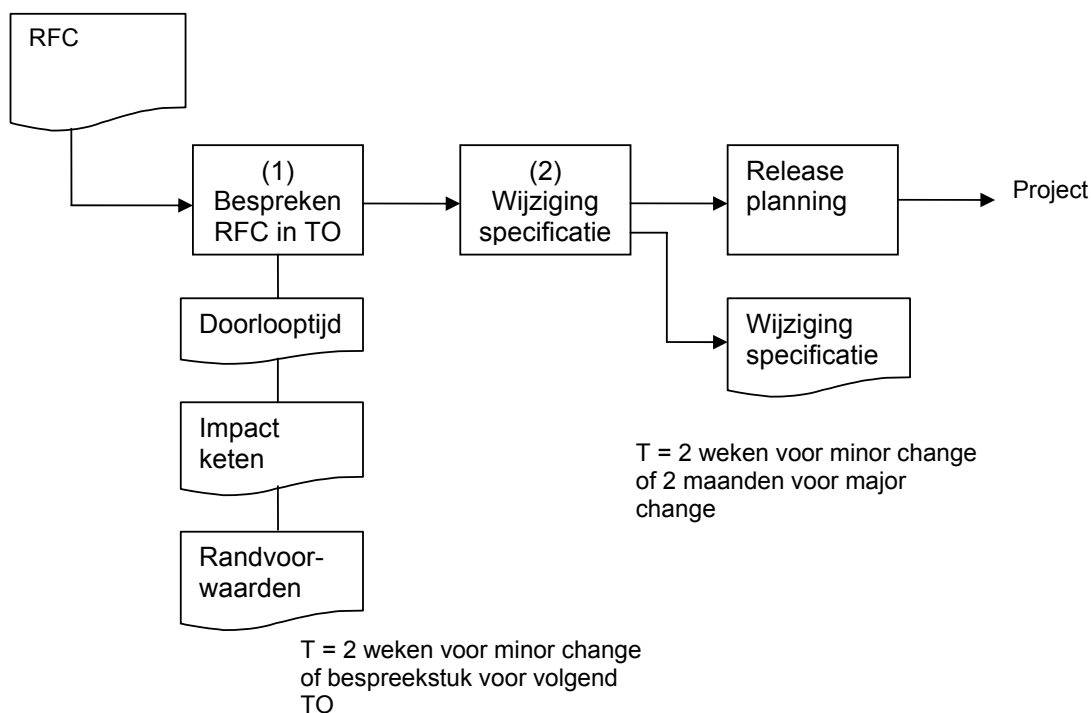 RFC
(1)
Bespreken
RFC in TO
(2)
Wijziging
specificatie
Release
planning
Project
Doorlooptijd
Wijziging
specificatie
Impact
keten
T = 2 weken voor minor change
of 2 maanden voor major
change
Randvoor-
waarden
T = 2 weken voor minor change
of bespreekstuk voor volgend
TO